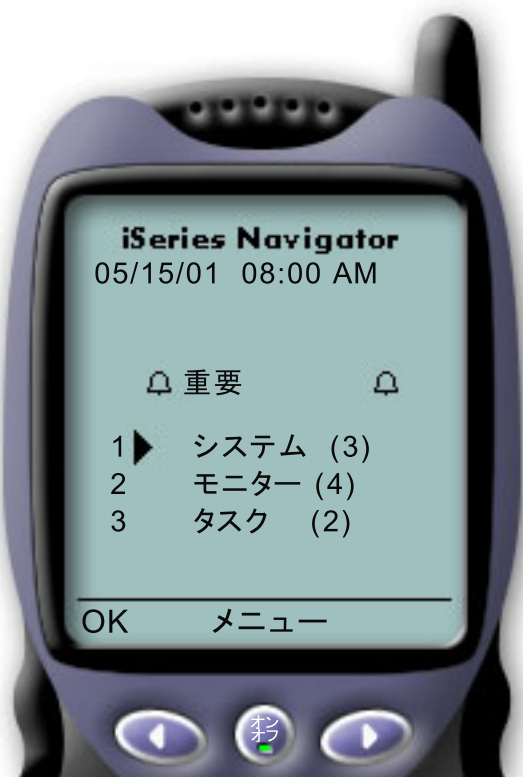 iSeries Navigator
05/15/01 08:00 AM
重要
1 システム (3)
2 モニター (4)
3 タスク (2)
OK メニュー
オン
オフ